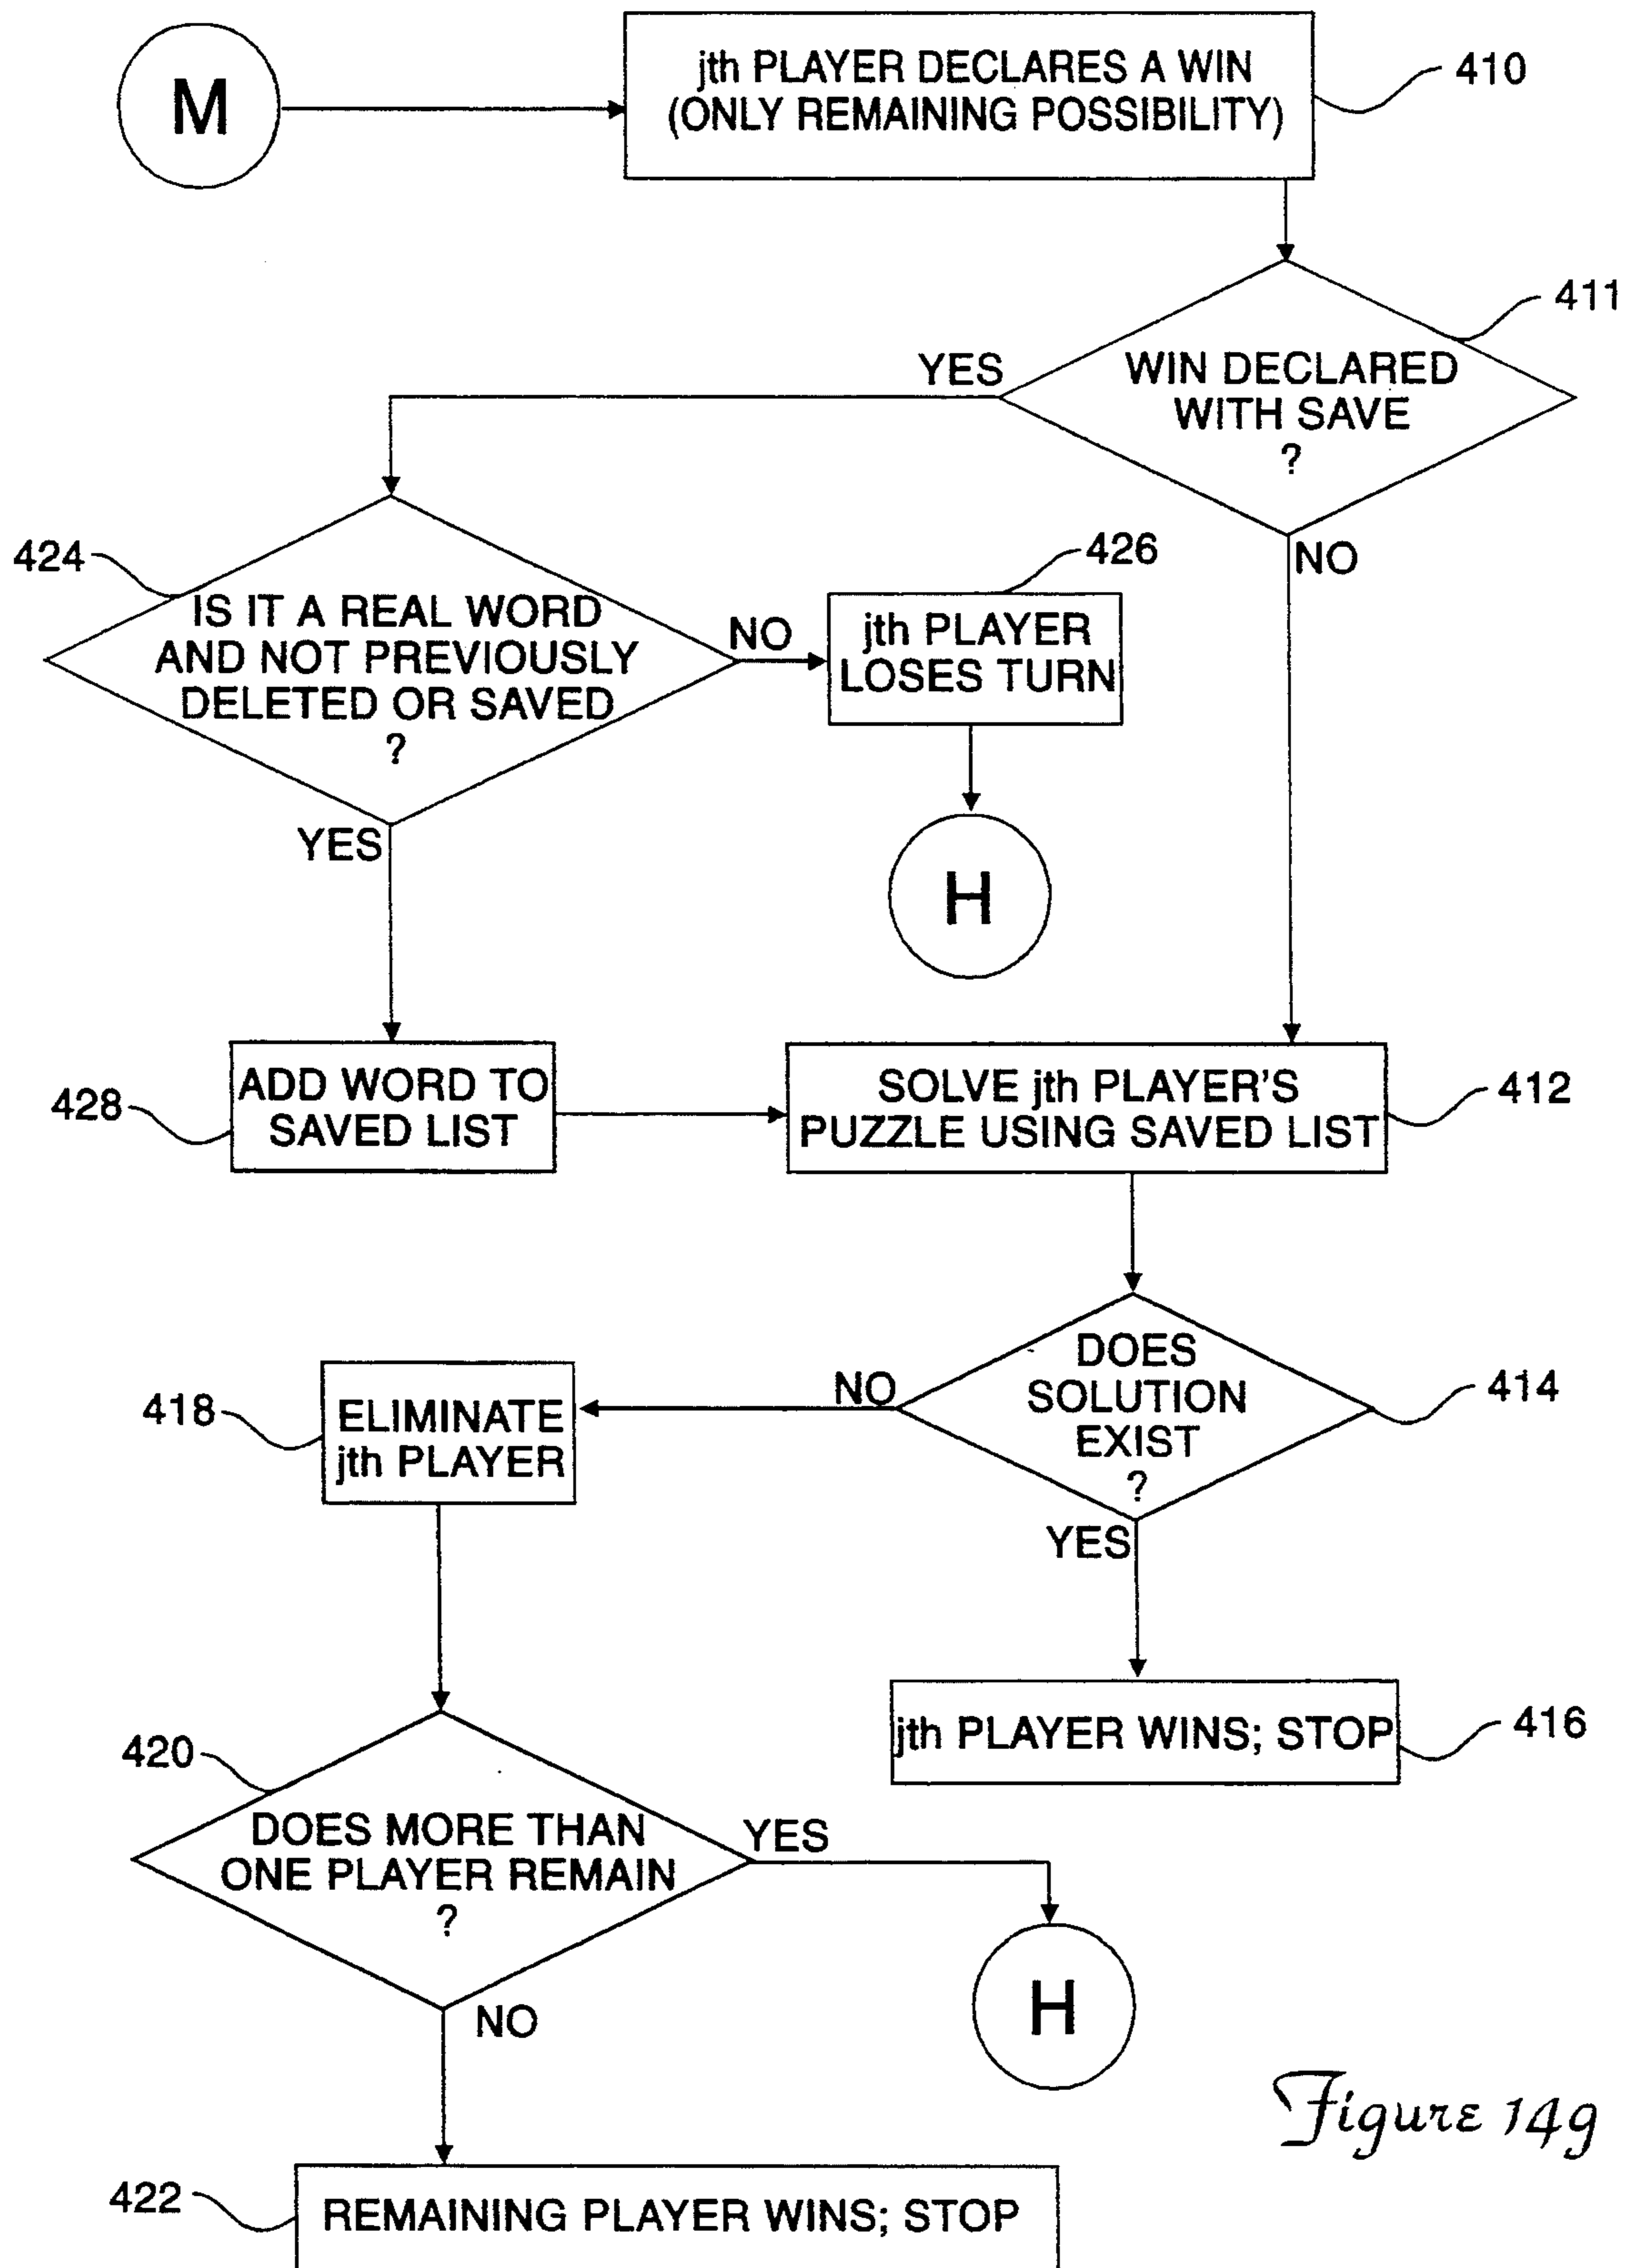 M
jth PLAYER DECLARES A WIN
(ONLY REMAINING POSSIBILITY)
410
411
YES
WIN DECLARED
WITH SAVE
?
NO
424
IS IT A REAL WORD
AND NOT PREVIOUSLY
DELETED OR SAVED
?
NO
426
jth PLAYER
LOSES TURN
YES
H
428
ADD WORD TO
SAVED LIST
SOLVE jth PLAYER'S
PUZZLE USING SAVED LIST
412
DOES
SOLUTION
EXIST
?
414
NO
418
ELIMINATE
jth PLAYER
YES
jth PLAYER WINS; STOP
416
420
DOES MORE THAN
ONE PLAYER REMAIN
?
YES
NO
H
Figure 14g
422
REMAINING PLAYER WINS; STOP